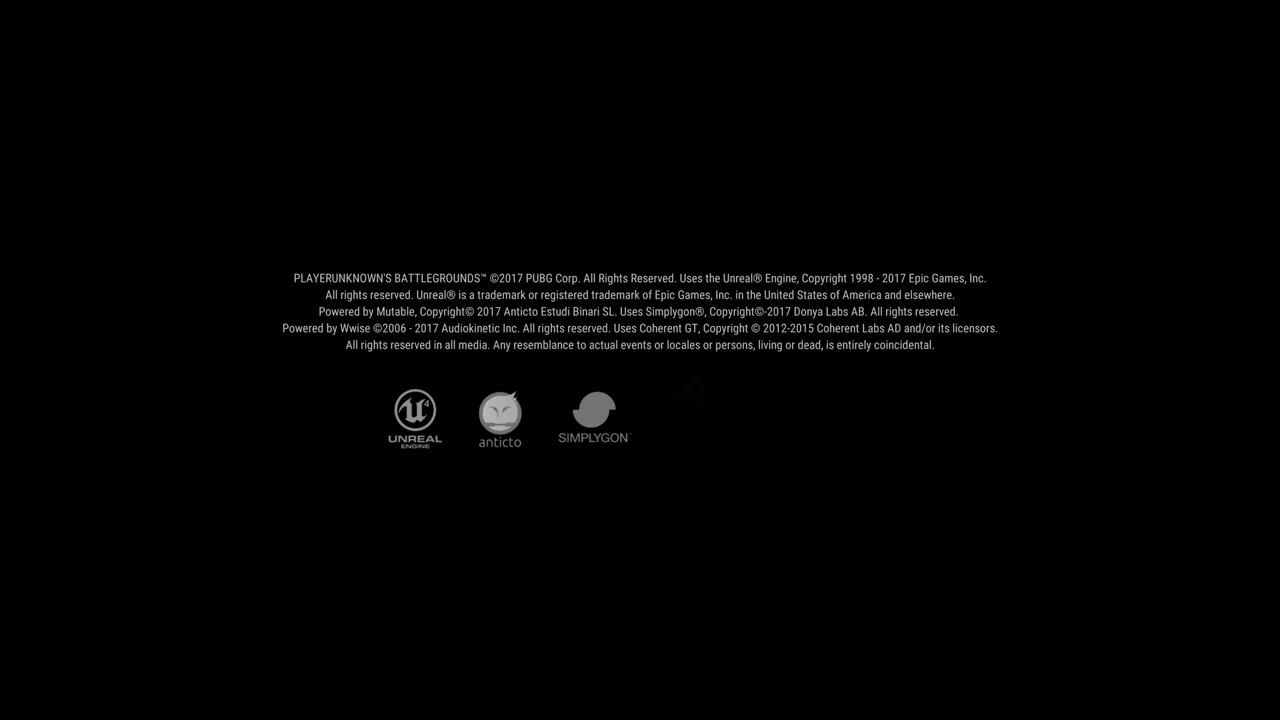 PLAYERUNKNOWN'S BATTLEGROUNDS™ ©2017 PUBG Corp. All Rights Reserved. Uses the Unreal® Engine, Copyright 1998 - 2017 Epic Games, Inc.
All rights reserved. Unreal® is a trademark or registered trademark of Epic Games, Inc. in the United States of America and elsewhere.
Powered by Mutable, Copyright© 2017 Anticto Estudi Binari SL. Uses Simplygon®, Copyright©-2017 Donya Labs AB. All rights reserved.
Powered by Wwise ©2006 - 2017 Audiokinetic Inc. All rights reserved. Uses Coherent GT, Copyright © 2012-2015 Coherent Labs AD and/or its licensors.
All rights reserved in all media. Any resemblance to actual events or locales or persons, living or dead, is entirely coincidental.
U4
UNREAL
ENGINE
anticto
SIMPLYGON™